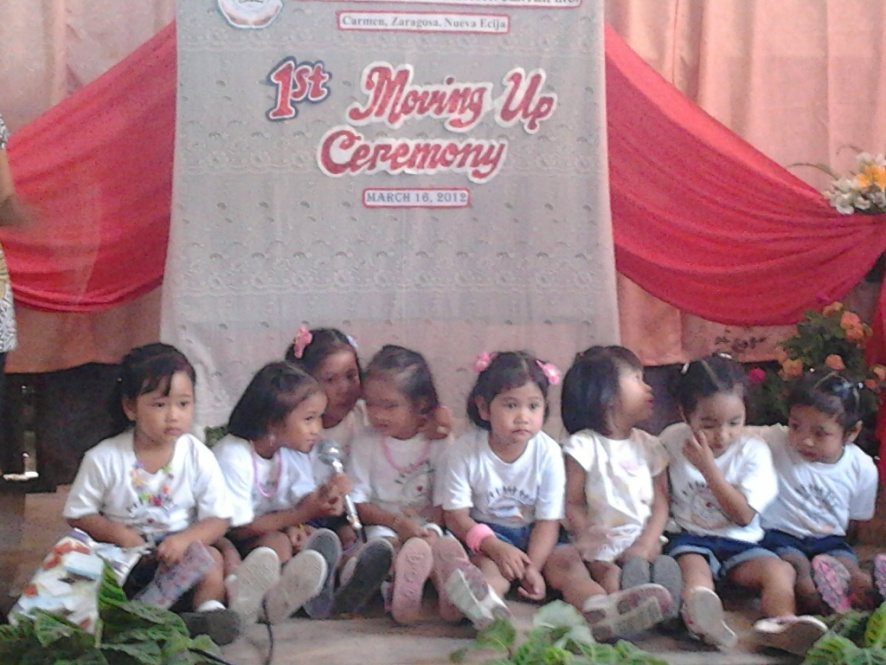 Carmen, Zaragosa, Nueva Ecija
1st Moving Up
Ceremony
MARCH 16, 2012